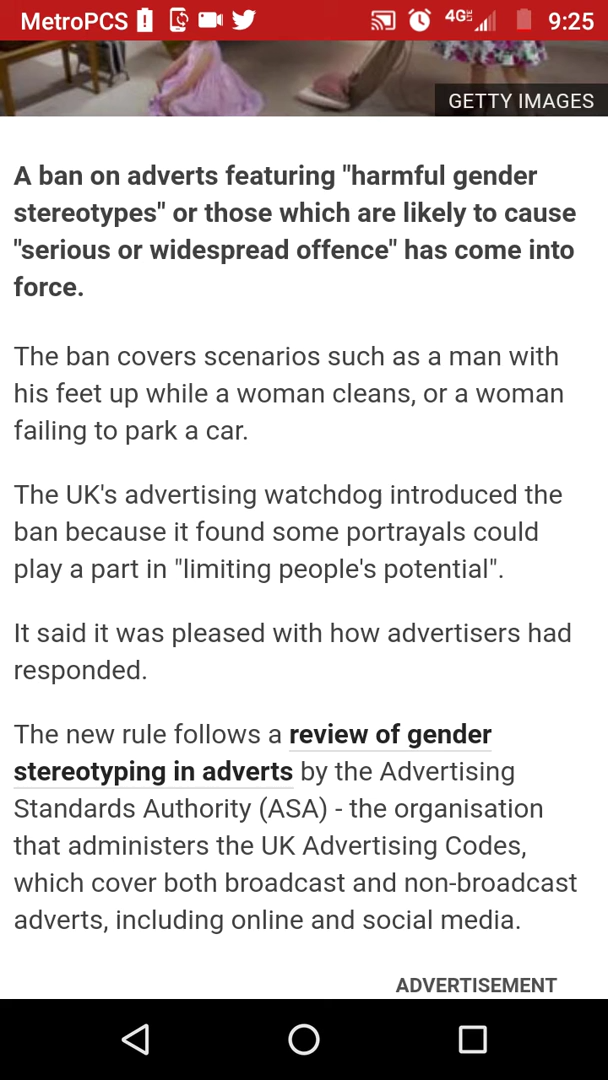 MetroPCS 4G LTE 9:25
GETTY IMAGES
A ban on adverts featuring "harmful gender
stereotypes" or those which are likely to cause
"serious or widespread offence" has come into
force.
The ban covers scenarios such as a man with
his feet up while a woman cleans, or a woman
failing to park a car.
The UK's advertising watchdog introduced the
ban because it found some portrayals could
play a part in "limiting people's potential".
It said it was pleased with how advertisers had
responded.
The new rule follows a review of gender
stereotyping in adverts by the Advertising
Standards Authority (ASA) - the organisation
that administers the UK Advertising Codes,
which cover both broadcast and non-broadcast
adverts, including online and social media.
ADVERTISEMENT